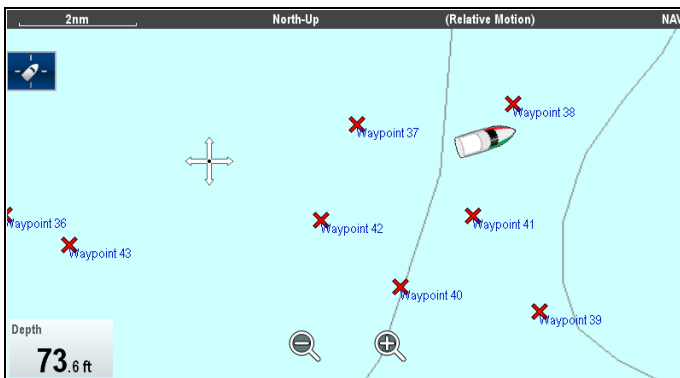 2nm North-Up (Relative Motion) NAV
Waypoint 38
Waypoint 37
Waypoint 36
Waypoint 42
Waypoint 41
Waypoint 43
Waypoint 40
Waypoint 39
Depth
73.6 ft